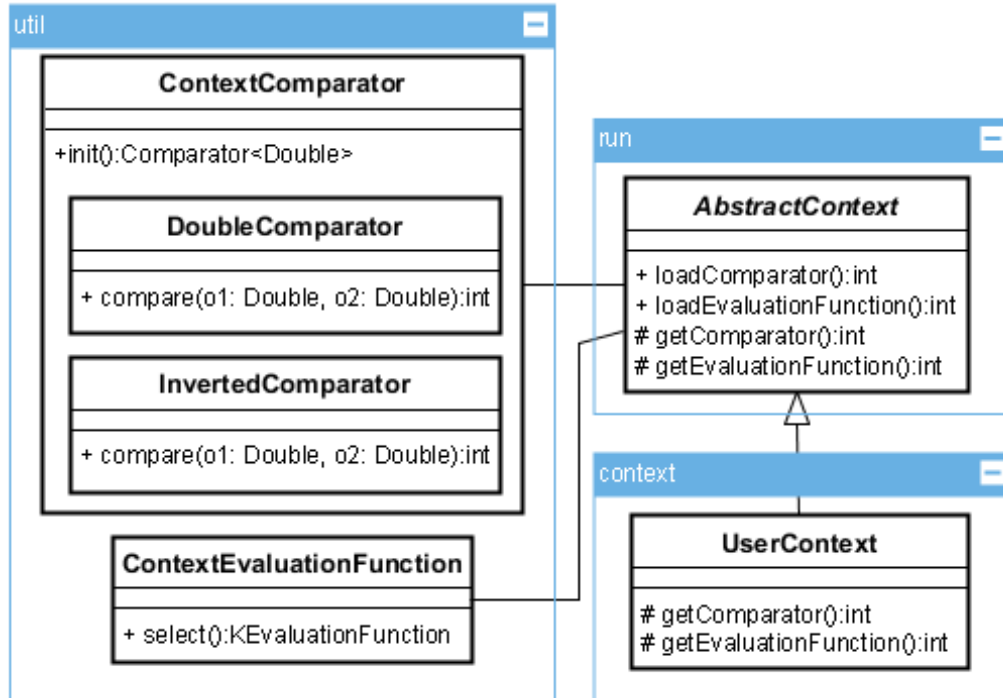 util
ContextComparator
+init():Comparator<Double>
DoubleComparator
+ compare(o1: Double, o2: Double):int
InvertedComparator
+ compare(o1: Double, o2: Double):int
ContextEvaluationFunction
+ select():KEvaluationFunction
run
AbstractContext
+ loadComparator():int
+ loadEvaluationFunction():int
# getComparator():int
# getEvaluationFunction():int
context
UserContext
# getComparator():int
# getEvaluationFunction():int